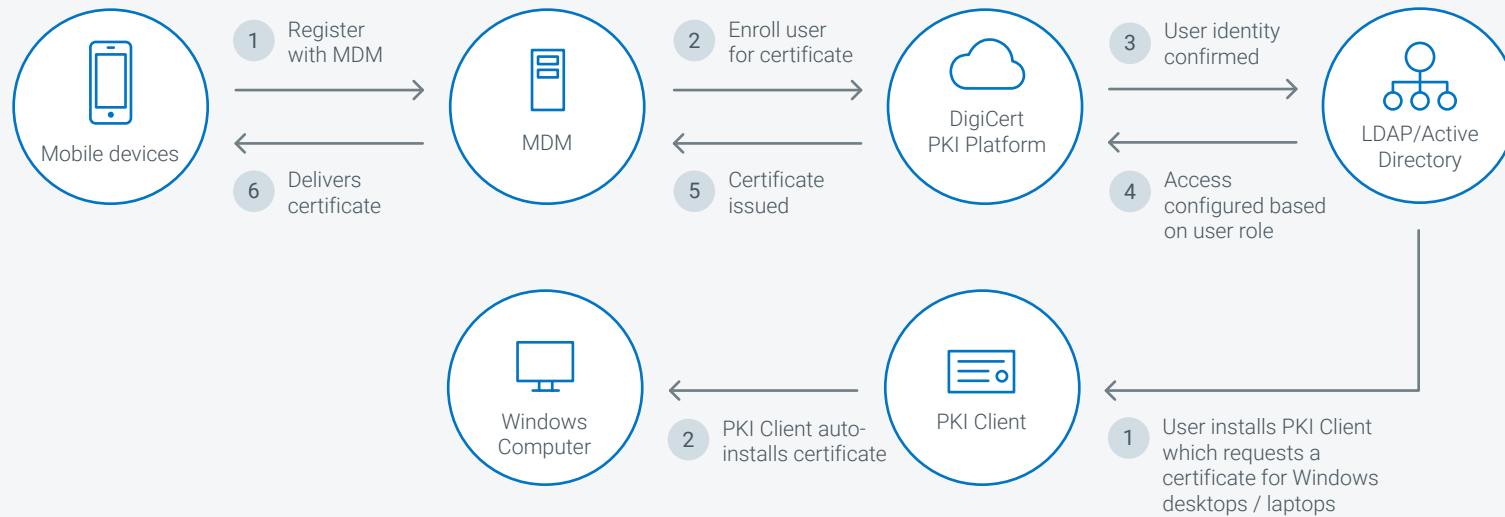 1
Register
with MDM
2
Enroll user
for certificate
3
User identity
confirmed
Mobile devices
MDM
DigiCert
PKI Platform
LDAP/Active
Directory
6
Delivers
certificate
5
Certificate
issued
4
Access
configured based
on user role
Windows
Computer
2
PKI Client auto-
installs certificate
PKI Client
1
User installs PKI Client
which requests a
certificate for Windows
desktops / laptops